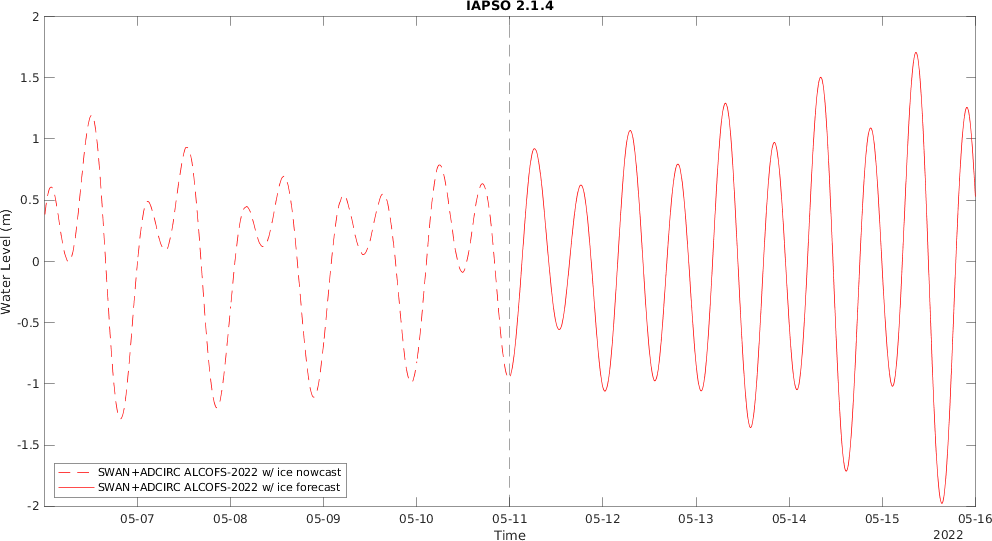 IAPSO 2.1.4
2
1.5
1
0.5
0
-0.5
-1
-1.5
-2
Water Level (m)
SWAN+ADCIRC ALCOFS-2022 w/ ice nowcast
SWAN+ADCIRC ALCOFS-2022 w/ ice forecast
05-07 05-08 05-09 05-10 05-11 05-12 05-13 05-14 05-15 05-16
Time
2022